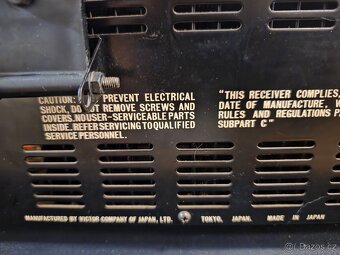 CAUTION: PREVENT ELECTRICAL
SHOCK, DO NOT REMOVE SCREWS AND
COVERS. NO USER-SERVICEABLE PARTS
INSIDE. REFER SERVICING TO QUALIFIED
SERVICE PERSONNEL.
"THIS RECEIVER COMPLIES,
DATE OF MANUFACTURE, W
RULES AND REGULATIONS P
SUBPART C"
MANUFACTURED BY VICTOR COMPANY OF JAPAN, LTD. TOKYO, JAPAN. MADE IN JAPAN